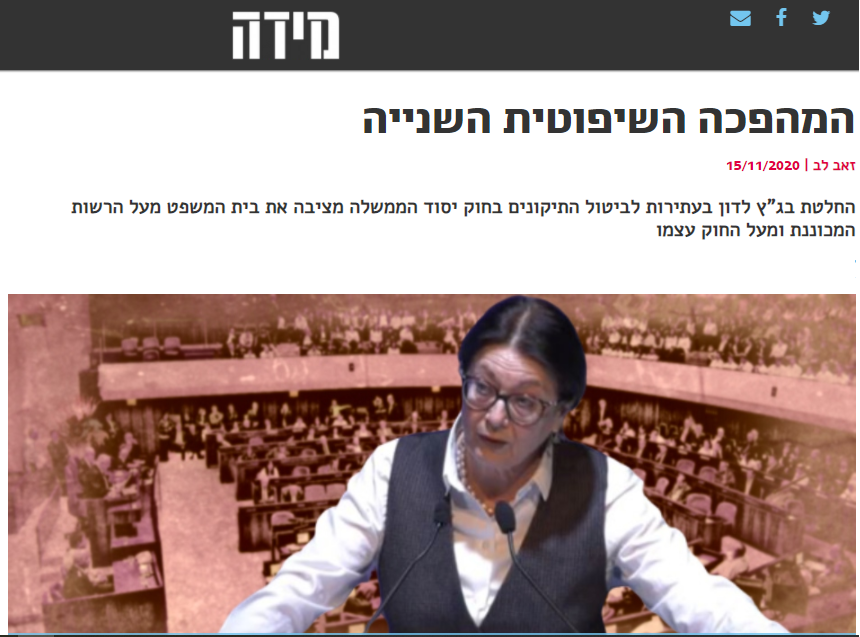 מידה
המהפכה השיפוטית השנייה
זאב לב | 15/11/2020
החלטת בג"ץ לדון בעתירות לביטול התיקונים בחוק יסוד הממשלה מציבה את בית המשפט מעל הרשות
המכוננת ומעל החוק עצמו